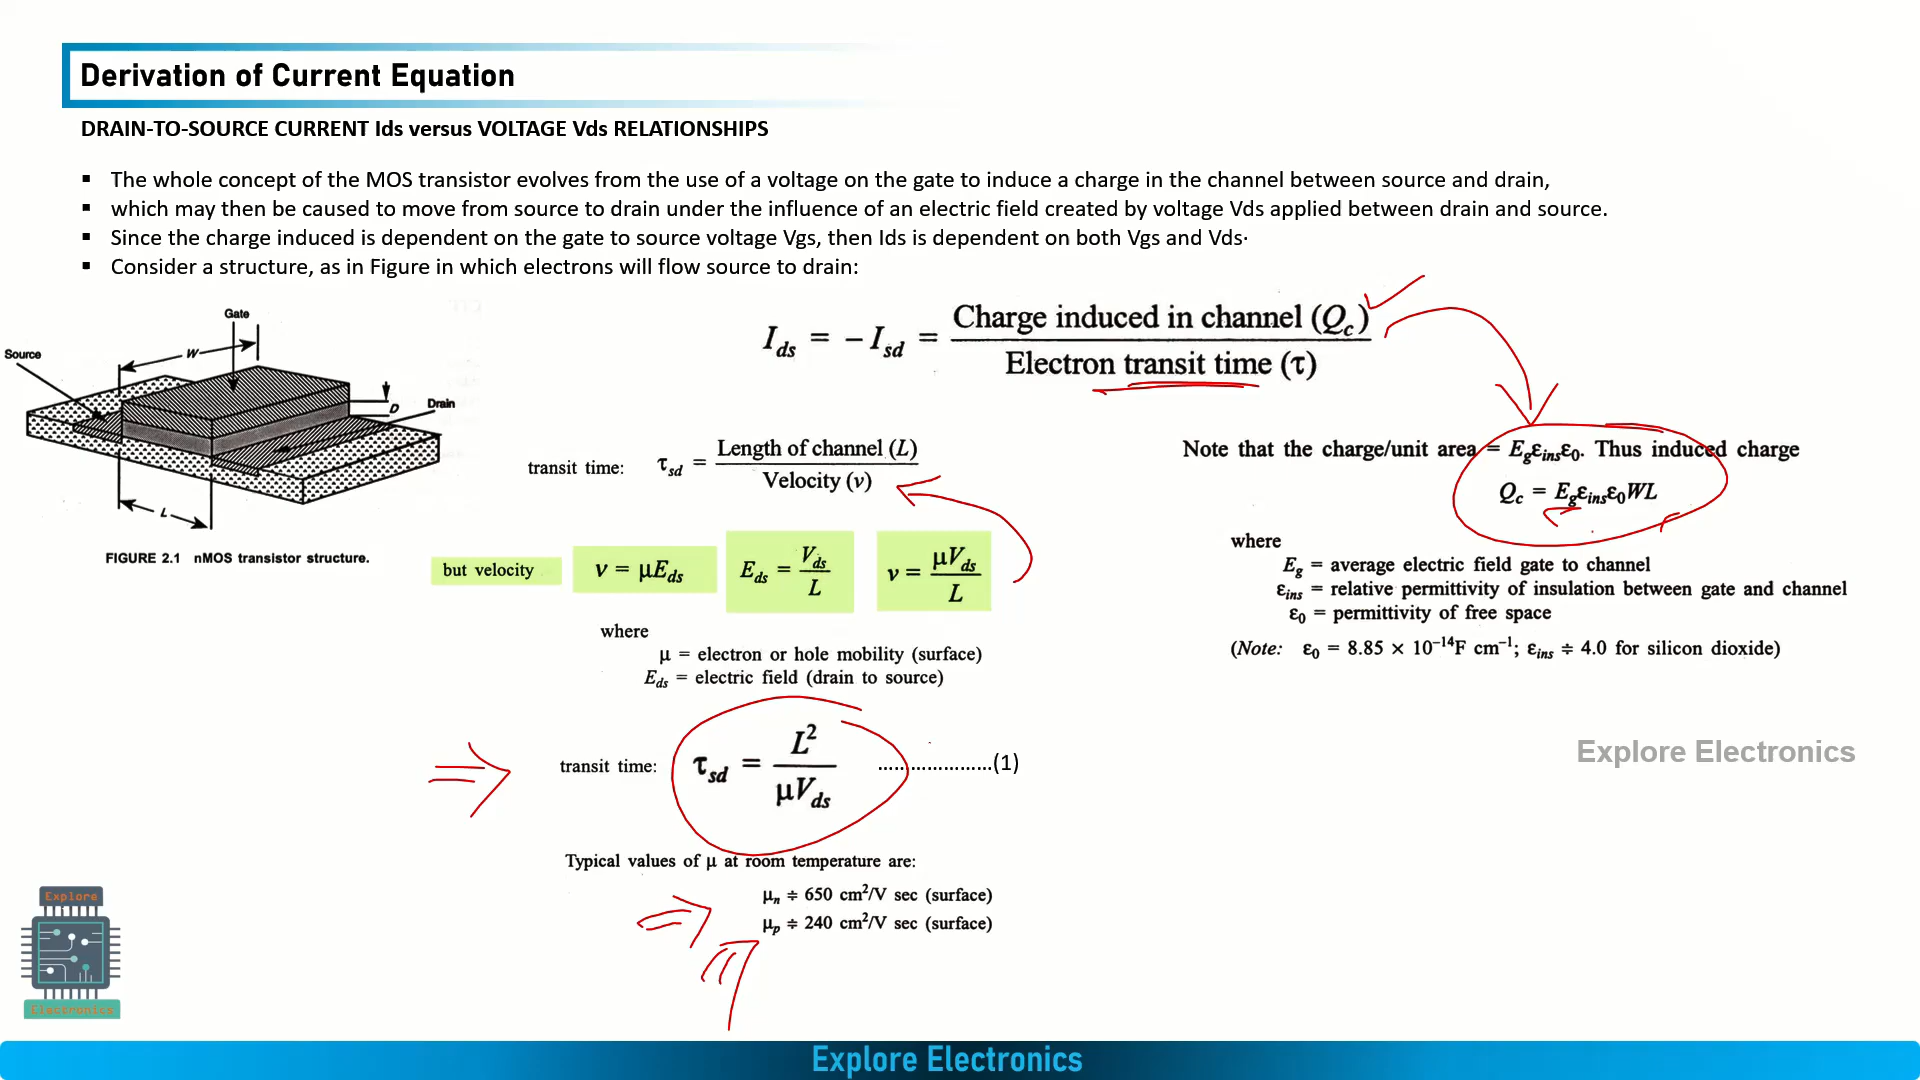 Derivation of Current Equation
DRAIN-TO-SOURCE CURRENT Ids versus VOLTAGE Vds RELATIONSHIPS
▪ The whole concept of the MOS transistor evolves from the use of a voltage on the gate to induce a charge in the channel between source and drain,
▪ which may then be caused to move from source to drain under the influence of an electric field created by voltage Vds applied between drain and source.
▪ Since the charge induced is dependent on the gate to source voltage Vgs, then Ids is dependent on both Vgs and Vds·
▪ Consider a structure, as in Figure in which electrons will flow source to drain:
Gate
Source
W
D
Drain
L
FIGURE 2.1 nMOS transistor structure.
I_ds = −I_sd = Charge induced in channel (Q_c) / Electron transit time (τ)
transit time: τ_sd = Length of channel (L) / Velocity (v)
but velocity v = μE_ds E_ds = V_ds / L v = μV_ds / L
where
μ = electron or hole mobility (surface)
E_ds = electric field (drain to source)
transit time: τ_sd = L² / μV_ds .....................(1)
Typical values of μ at room temperature are:
μ_n ≑ 650 cm²/V sec (surface)
μ_p ≑ 240 cm²/V sec (surface)
Note that the charge/unit area = E_g ε_ins ε_0. Thus induced charge
Q_c = E_g ε_ins ε_0 WL
where
E_g = average electric field gate to channel
ε_ins = relative permittivity of insulation between gate and channel
ε_0 = permittivity of free space
(Note: ε_0 = 8.85 × 10⁻¹⁴F cm⁻¹; ε_ins ≑ 4.0 for silicon dioxide)
Explore Electronics
Explore
Electronics
Explore Electronics